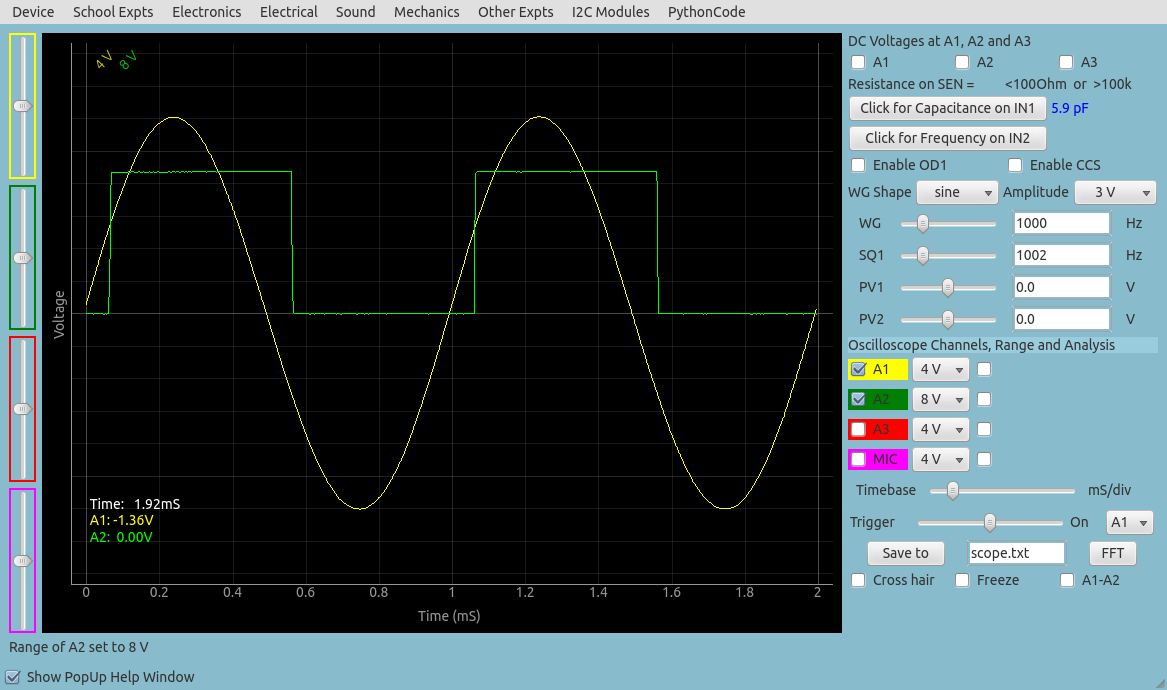 Device School Expts Electronics Electrical Sound Mechanics Other Expts I2C Modules PythonCode
4 V 8 V
Voltage
Time: 1.92mS
A1: -1.36V
A2: 0.00V
0 0.2 0.4 0.6 0.8 1 1.2 1.4 1.6 1.8 2
Time (mS)
DC Voltages at A1, A2 and A3
A1 A2 A3
Resistance on SEN = <100Ohm or >100k
Click for Capacitance on IN1 5.9 pF
Click for Frequency on IN2
Enable OD1 Enable CCS
WG Shape sine Amplitude 3 V
WG 1000 Hz
SQ1 1002 Hz
PV1 0.0 V
PV2 0.0 V
Oscilloscope Channels, Range and Analysis
A1 4 V
A2 8 V
A3 4 V
MIC 4 V
Timebase mS/div
Trigger On A1
Save to scope.txt FFT
Cross hair Freeze A1-A2
Range of A2 set to 8 V
Show PopUp Help Window